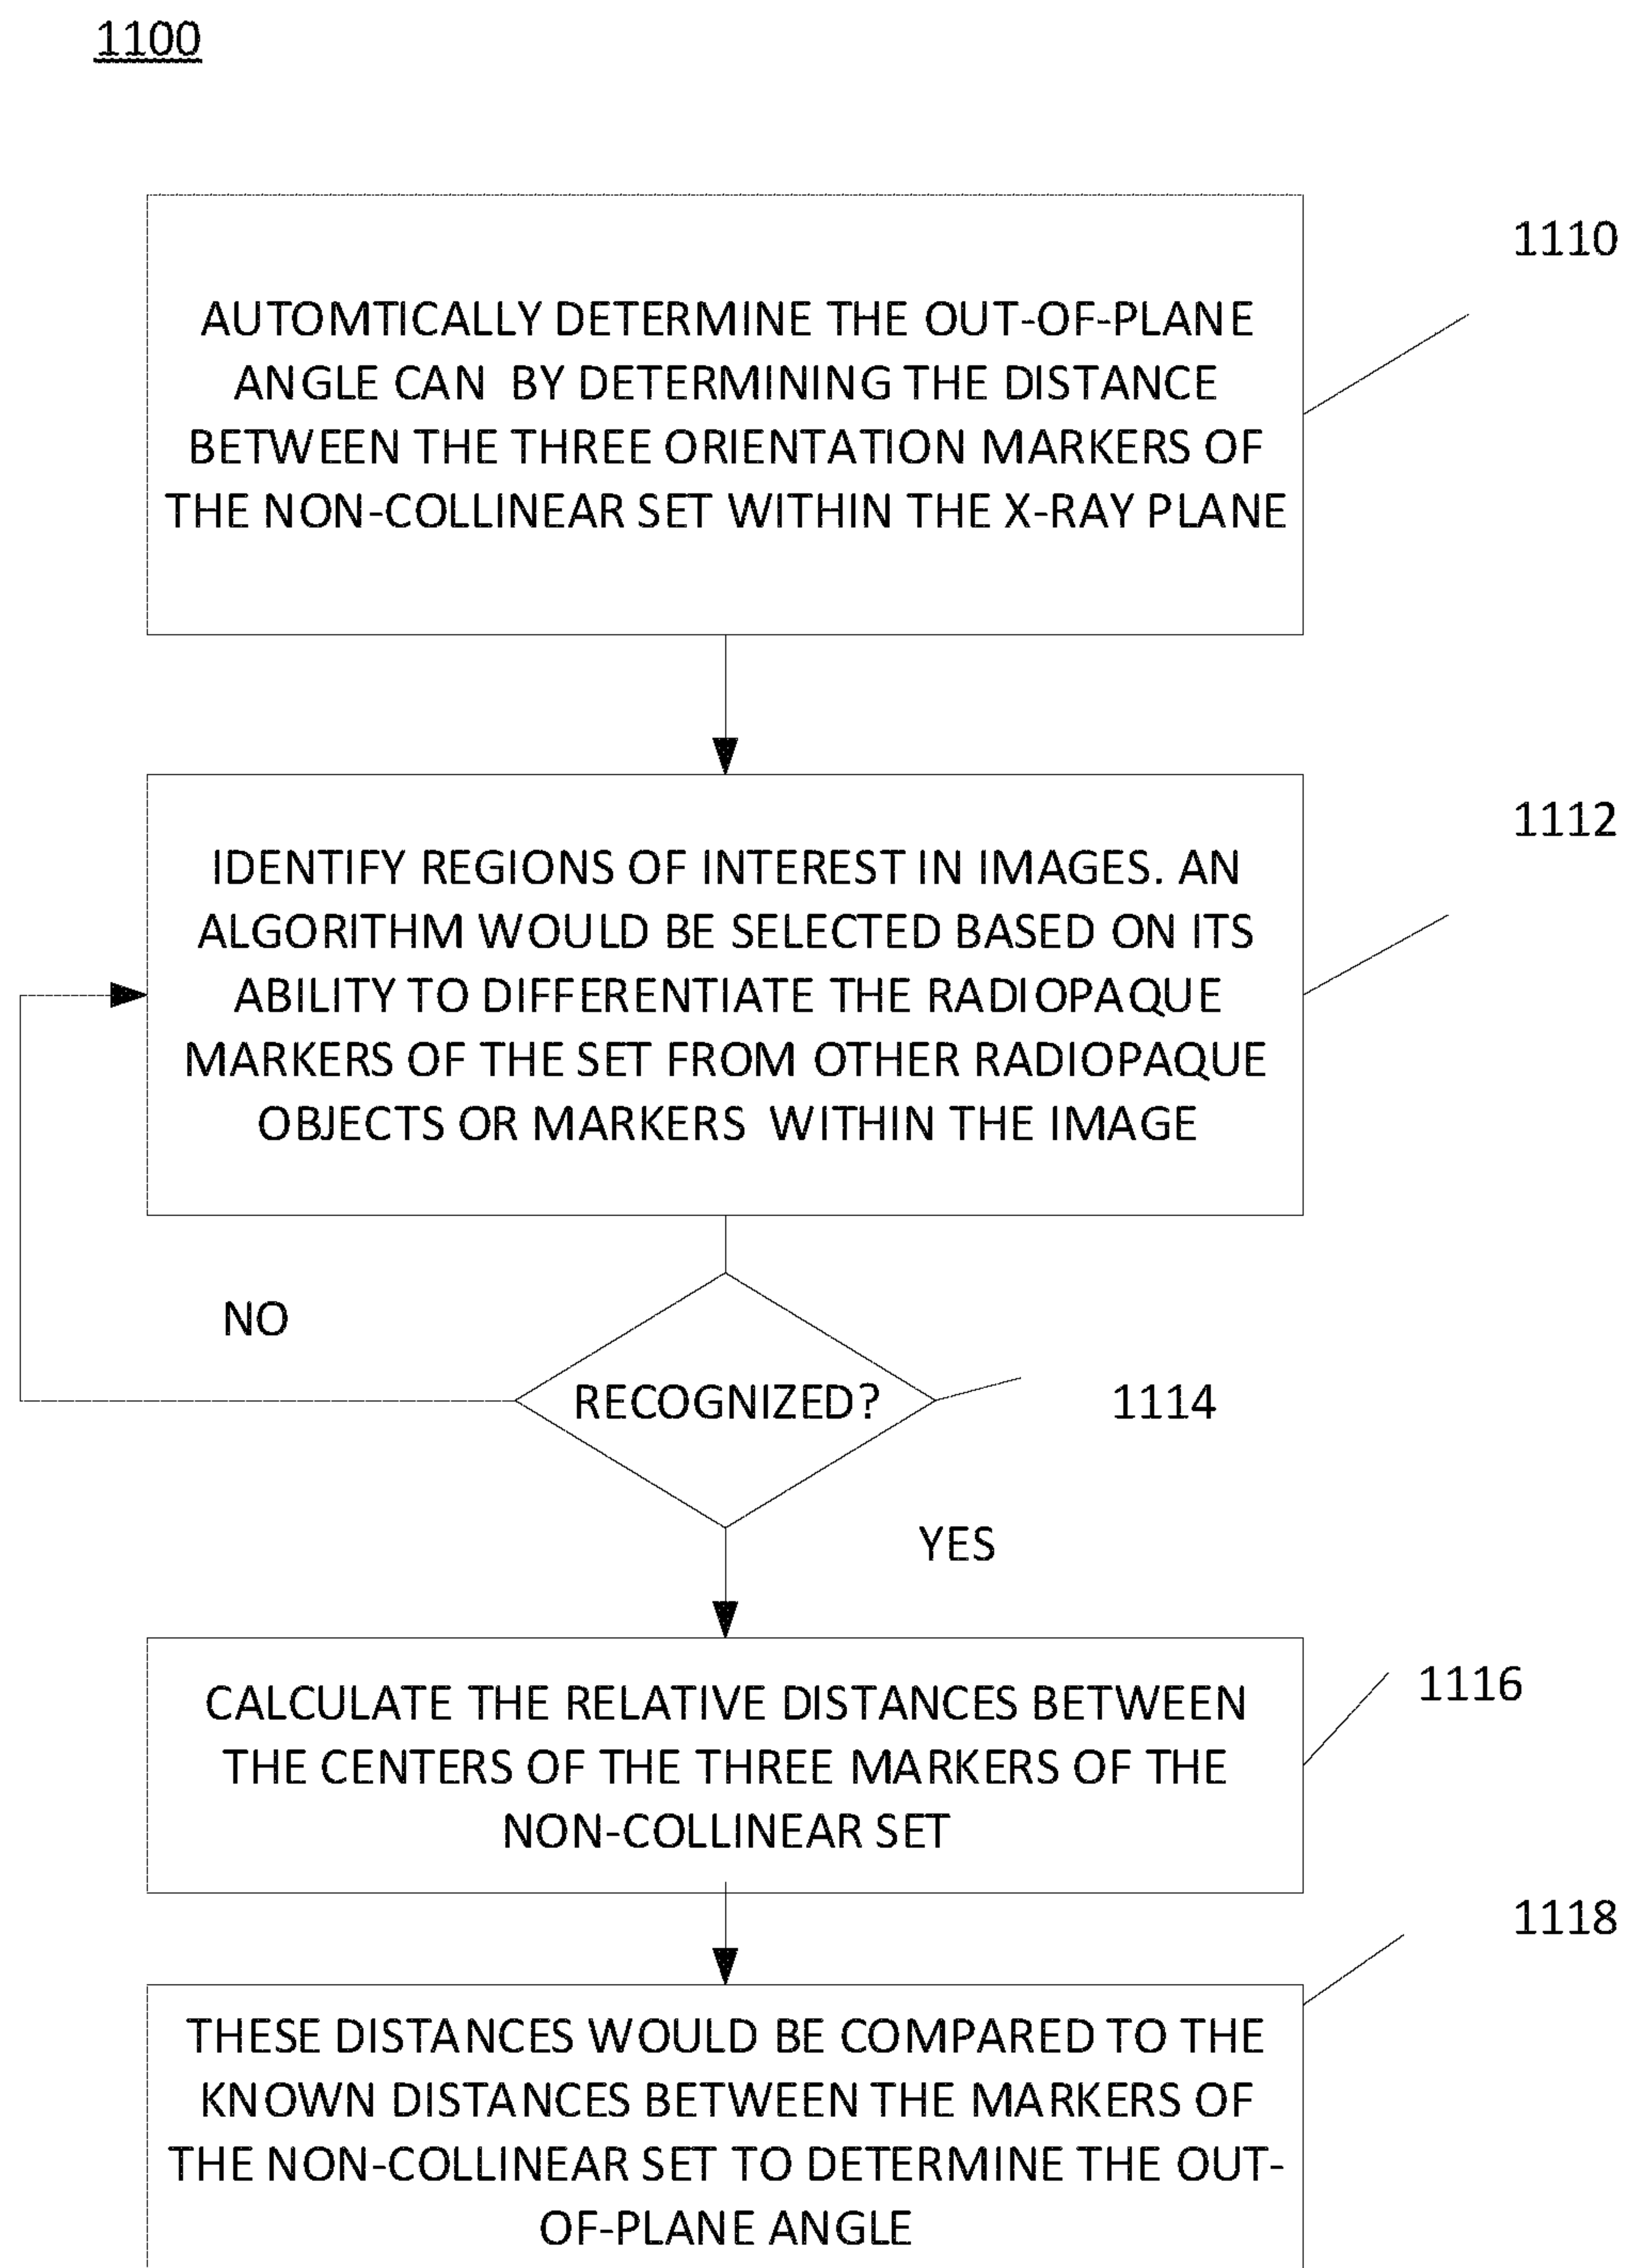 1100
1110
AUTOMTICALLY DETERMINE THE OUT-OF-PLANE
ANGLE CAN BY DETERMINING THE DISTANCE
BETWEEN THE THREE ORIENTATION MARKERS OF
THE NON-COLLINEAR SET WITHIN THE X-RAY PLANE
1112
IDENTIFY REGIONS OF INTEREST IN IMAGES. AN
ALGORITHM WOULD BE SELECTED BASED ON ITS
ABILITY TO DIFFERENTIATE THE RADIOPAQUE
MARKERS OF THE SET FROM OTHER RADIOPAQUE
OBJECTS OR MARKERS WITHIN THE IMAGE
NO
RECOGNIZED?
1114
YES
1116
CALCULATE THE RELATIVE DISTANCES BETWEEN
THE CENTERS OF THE THREE MARKERS OF THE
NON-COLLINEAR SET
1118
THESE DISTANCES WOULD BE COMPARED TO THE
KNOWN DISTANCES BETWEEN THE MARKERS OF
THE NON-COLLINEAR SET TO DETERMINE THE OUT-
OF-PLANE ANGLE